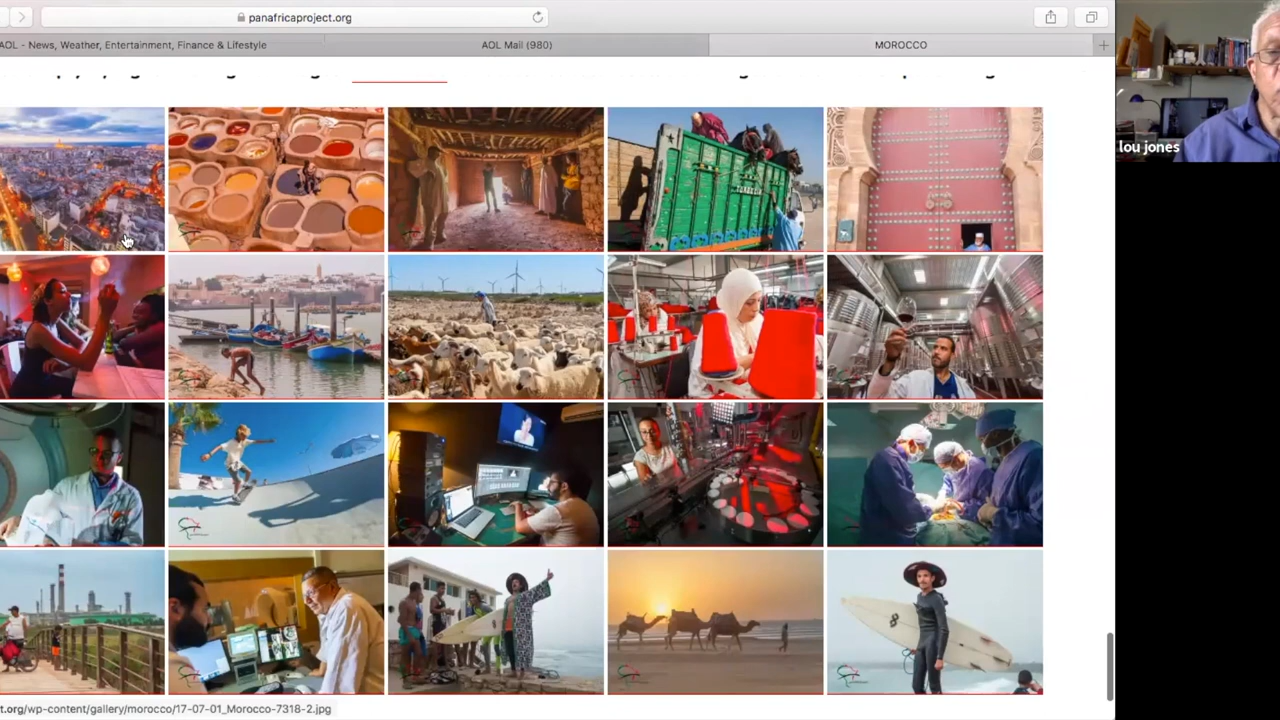 panafricaproject.org
AOL - News, Weather, Entertainment, Finance & Lifestyle
AOL Mail (980)
MOROCCO
lou jones
8
t.org/wp-content/gallery/morocco/17-07-01_Morocco-7318-2.jpg